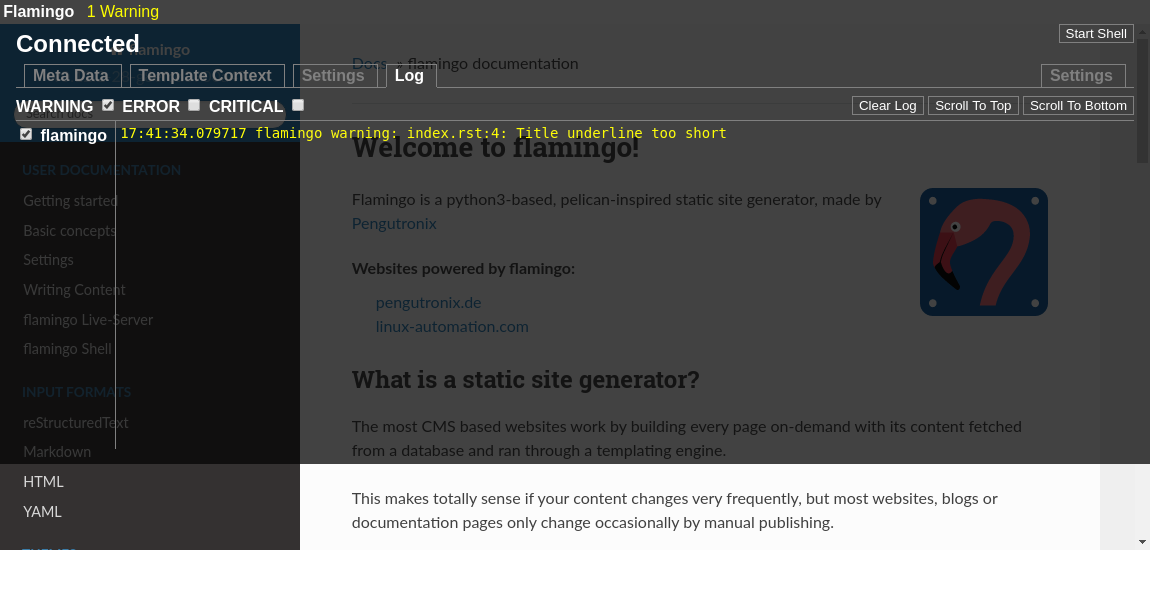 Flamingo 1 Warning
Connected
Start Shell
flamingo
Docs » flamingo documentation
Meta Data Template Context Settings Log Settings
WARNING ERROR CRITICAL Clear Log Scroll To Top Scroll To Bottom
Search docs
flamingo 17:41:34.079717 flamingo warning: index.rst:4: Title underline too short
Welcome to flamingo!
USER DOCUMENTATION
Getting started
Basic concepts
Settings
Writing Content
flamingo Live-Server
flamingo Shell
INPUT FORMATS
reStructuredText
Markdown
HTML
YAML
THEMES
Flamingo is a python3-based, pelican-inspired static site generator, made by
Pengutronix
Websites powered by flamingo:
pengutronix.de
linux-automation.com
What is a static site generator?
The most CMS based websites work by building every page on-demand with its content fetched
from a database and ran through a templating engine.
This makes totally sense if your content changes very frequently, but most websites, blogs or
documentation pages only change occasionally by manual publishing.